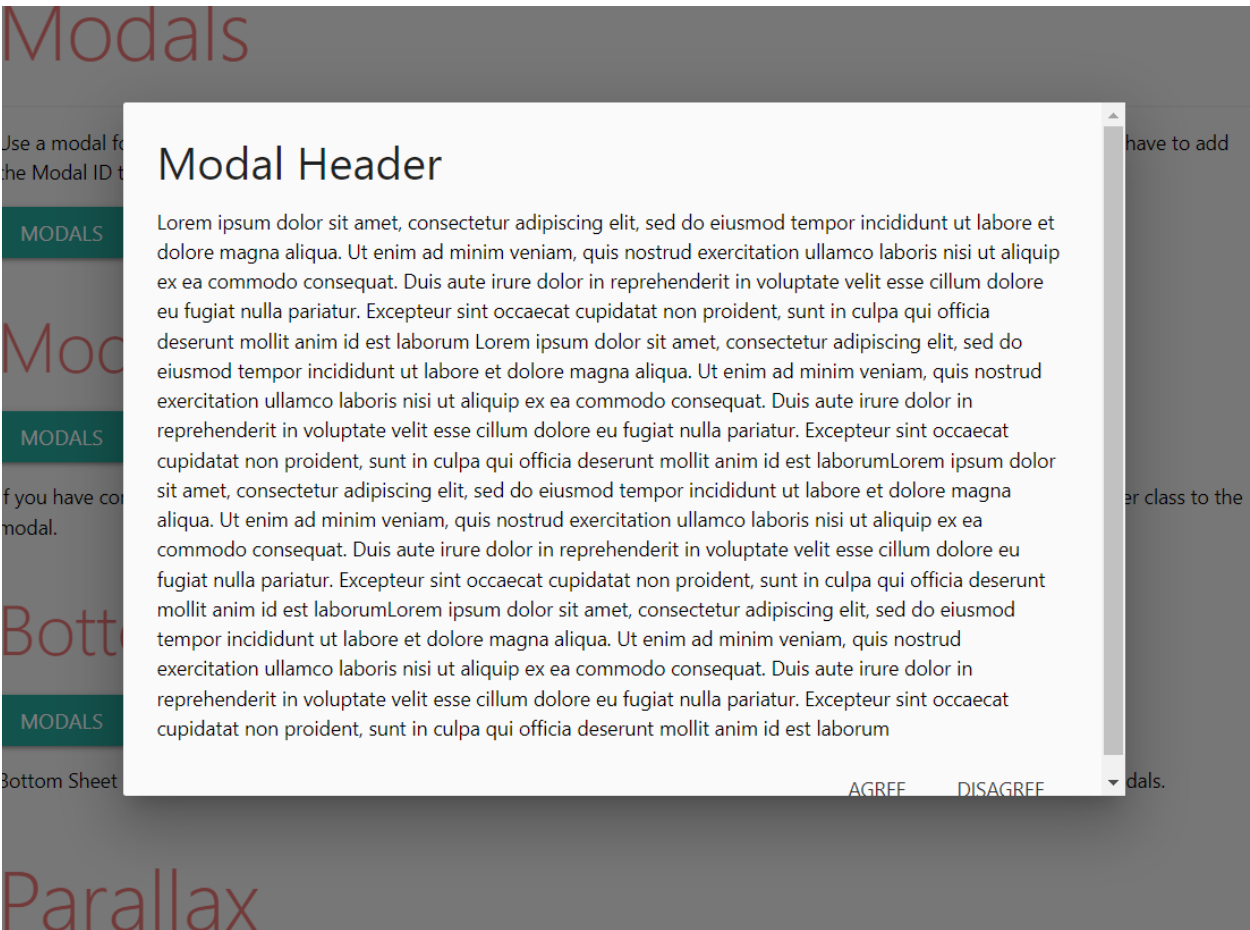 Modals
Use a modal
have to add
the Modal ID
MODALS
Modal Header
Lorem ipsum dolor sit amet, consectetur adipiscing elit, sed do eiusmod tempor incididunt ut labore et
dolore magna aliqua. Ut enim ad minim veniam, quis nostrud exercitation ullamco laboris nisi ut aliquip
ex ea commodo consequat. Duis aute irure dolor in reprehenderit in voluptate velit esse cillum dolore
eu fugiat nulla pariatur. Excepteur sint occaecat cupidatat non proident, sunt in culpa qui officia
deserunt mollit anim id est laborum Lorem ipsum dolor sit amet, consectetur adipiscing elit, sed do
eiusmod tempor incididunt ut labore et dolore magna aliqua. Ut enim ad minim veniam, quis nostrud
exercitation ullamco laboris nisi ut aliquip ex ea commodo consequat. Duis aute irure dolor in
reprehenderit in voluptate velit esse cillum dolore eu fugiat nulla pariatur. Excepteur sint occaecat
cupidatat non proident, sunt in culpa qui officia deserunt mollit anim id est laborumLorem ipsum dolor
sit amet, consectetur adipiscing elit, sed do eiusmod tempor incididunt ut labore et dolore magna
aliqua. Ut enim ad minim veniam, quis nostrud exercitation ullamco laboris nisi ut aliquip ex ea
commodo consequat. Duis aute irure dolor in reprehenderit in voluptate velit esse cillum dolore eu
fugiat nulla pariatur. Excepteur sint occaecat cupidatat non proident, sunt in culpa qui officia deserunt
mollit anim id est laborumLorem ipsum dolor sit amet, consectetur adipiscing elit, sed do eiusmod
tempor incididunt ut labore et dolore magna aliqua. Ut enim ad minim veniam, quis nostrud
exercitation ullamco laboris nisi ut aliquip ex ea commodo consequat. Duis aute irure dolor in
reprehenderit in voluptate velit esse cillum dolore eu fugiat nulla pariatur. Excepteur sint occaecat
cupidatat non proident, sunt in culpa qui officia deserunt mollit anim id est laborum
AGREE DISAGREE
MODALS
If you have
class to the
modal.
MODALS
Bottom Sheet
Parallax